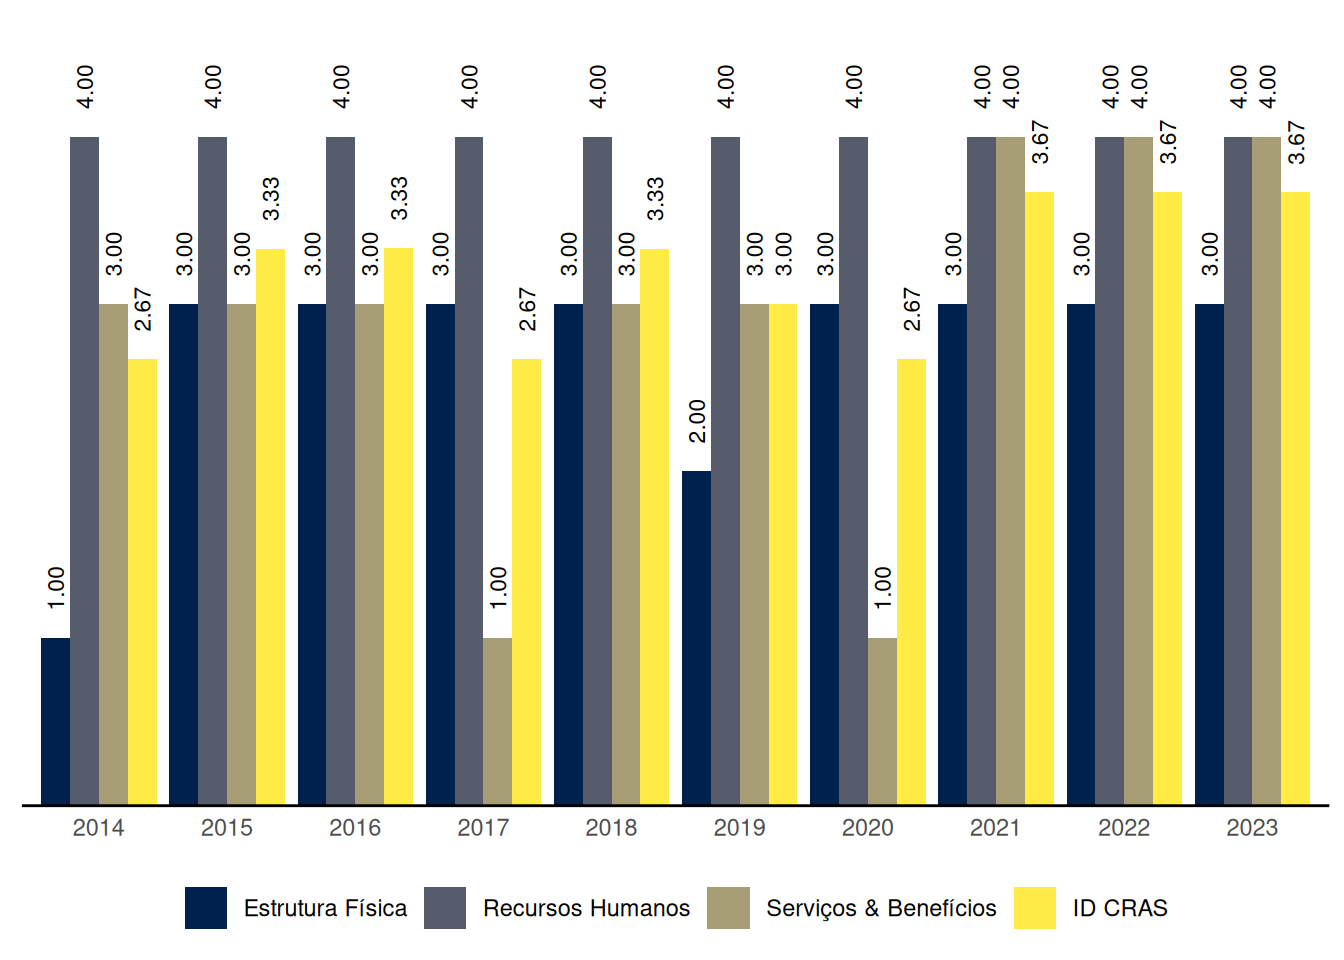 4.00 4.00 4.00 4.00 4.00 4.00 4.00 4.00 4.00 4.00 4.00 4.00 4.00
3.67 3.67 3.67
3.33 3.33 3.33
3.00 3.00 3.00 3.00 3.00 3.00 3.00 3.00 3.00 3.00 3.00 3.00 3.00 3.00
2.67 2.67 2.67
2.00
1.00 1.00 1.00
2014 2015 2016 2017 2018 2019 2020 2021 2022 2023
Estrutura Física Recursos Humanos Serviços & Benefícios ID CRAS